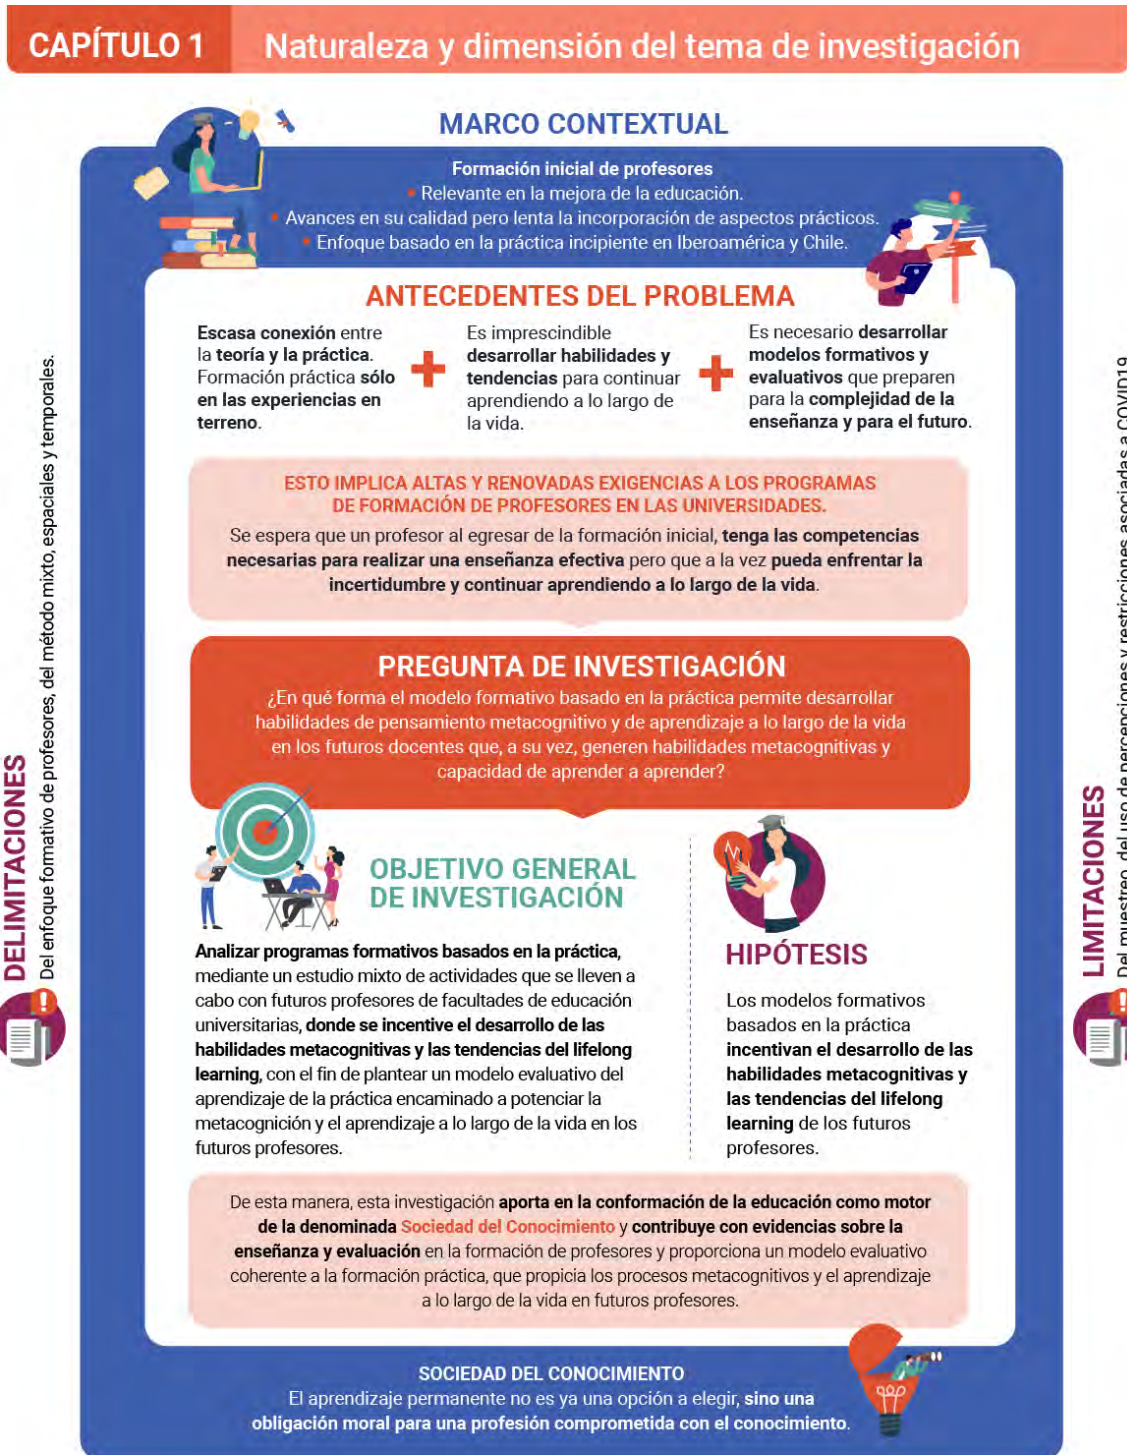 CAPÍTULO 1
Naturaleza y dimensión del tema de investigación
MARCO CONTEXTUAL
Formación inicial de profesores
• Relevante en la mejora de la educación.
• Avances en su calidad pero lenta la incorporación de aspectos prácticos.
• Enfoque basado en la práctica incipiente en Iberoamérica y Chile.
ANTECEDENTES DEL PROBLEMA
Escasa conexión entre
la teoría y la práctica.
Formación práctica sólo
en las experiencias en
terreno.
+
Es imprescindible
desarrollar habilidades y
tendencias para continuar
aprendiendo a lo largo de
la vida.
+
Es necesario desarrollar
modelos formativos y
evaluativos que preparen
para la complejidad de la
enseñanza y para el futuro.
ESTO IMPLICA ALTAS Y RENOVADAS EXIGENCIAS A LOS PROGRAMAS
DE FORMACIÓN DE PROFESORES EN LAS UNIVERSIDADES.
Se espera que un profesor al egresar de la formación inicial, tenga las competencias
necesarias para realizar una enseñanza efectiva pero que a la vez pueda enfrentar la
incertidumbre y continuar aprendiendo a lo largo de la vida.
PREGUNTA DE INVESTIGACIÓN
¿En qué forma el modelo formativo basado en la práctica permite desarrollar
habilidades de pensamiento metacognitivo y de aprendizaje a lo largo de la vida
en los futuros docentes que, a su vez, generen habilidades metacognitivas y
capacidad de aprender a aprender?
OBJETIVO GENERAL
DE INVESTIGACIÓN
Analizar programas formativos basados en la práctica,
mediante un estudio mixto de actividades que se lleven a
cabo con futuros profesores de facultades de educación
universitarias, donde se incentive el desarrollo de las
habilidades metacognitivas y las tendencias del lifelong
learning, con el fin de plantear un modelo evaluativo del
aprendizaje de la práctica encaminado a potenciar la
metacognición y el aprendizaje a lo largo de la vida en los
futuros profesores.
HIPÓTESIS
Los modelos formativos
basados en la práctica
incentivan el desarrollo de las
habilidades metacognitivas y
las tendencias del lifelong
learning de los futuros
profesores.
De esta manera, esta investigación aporta en la conformación de la educación como motor
de la denominada Sociedad del Conocimiento y contribuye con evidencias sobre la
enseñanza y evaluación en la formación de profesores y proporciona un modelo evaluativo
coherente a la formación práctica, que propicia los procesos metacognitivos y el aprendizaje
a lo largo de la vida en futuros profesores.
SOCIEDAD DEL CONOCIMIENTO
El aprendizaje permanente no es ya una opción a elegir, sino una
obligación moral para una profesión comprometida con el conocimiento.
DELIMITACIONES
Del enfoque formativo de profesores, del método mixto, espaciales y temporales.
LIMITACIONES
Del muestreo, del uso de percepciones y restricciones asociadas a COVID19